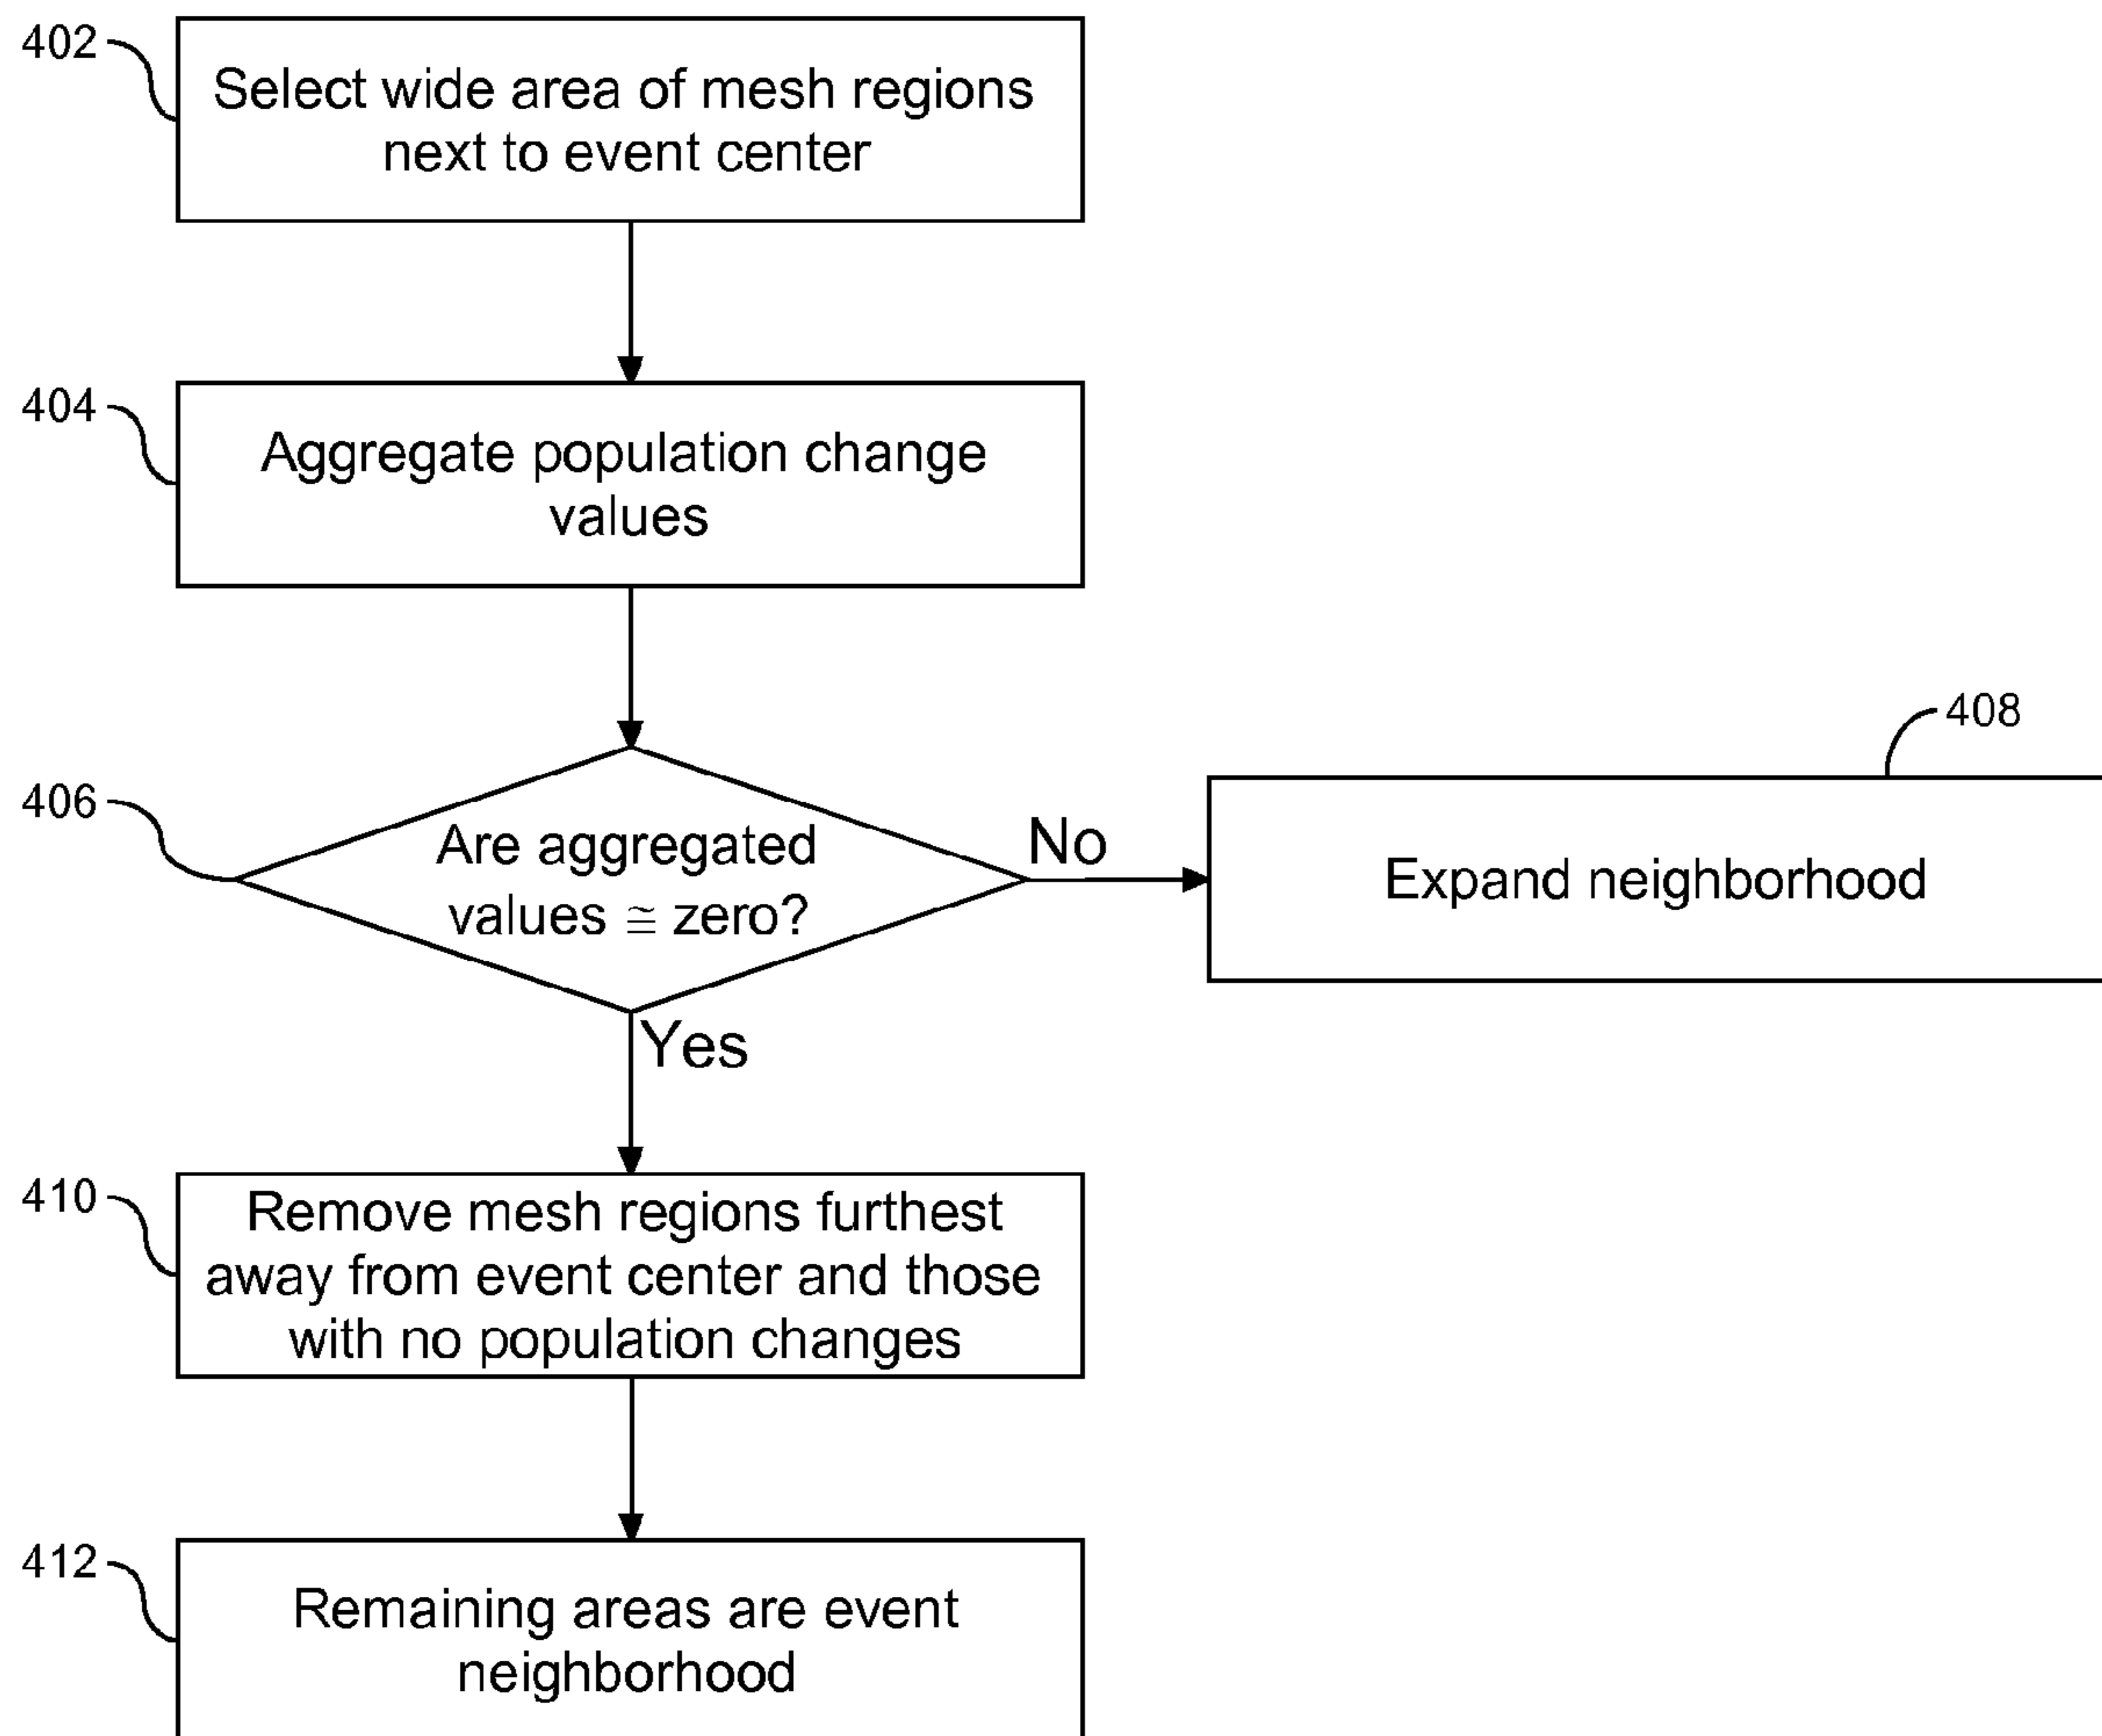 402
Select wide area of mesh regions
next to event center
404
Aggregate population change
values
406
Are aggregated
values ≅ zero?
No
408
Expand neighborhood
Yes
410
Remove mesh regions furthest
away from event center and those
with no population changes
412
Remaining areas are event
neighborhood